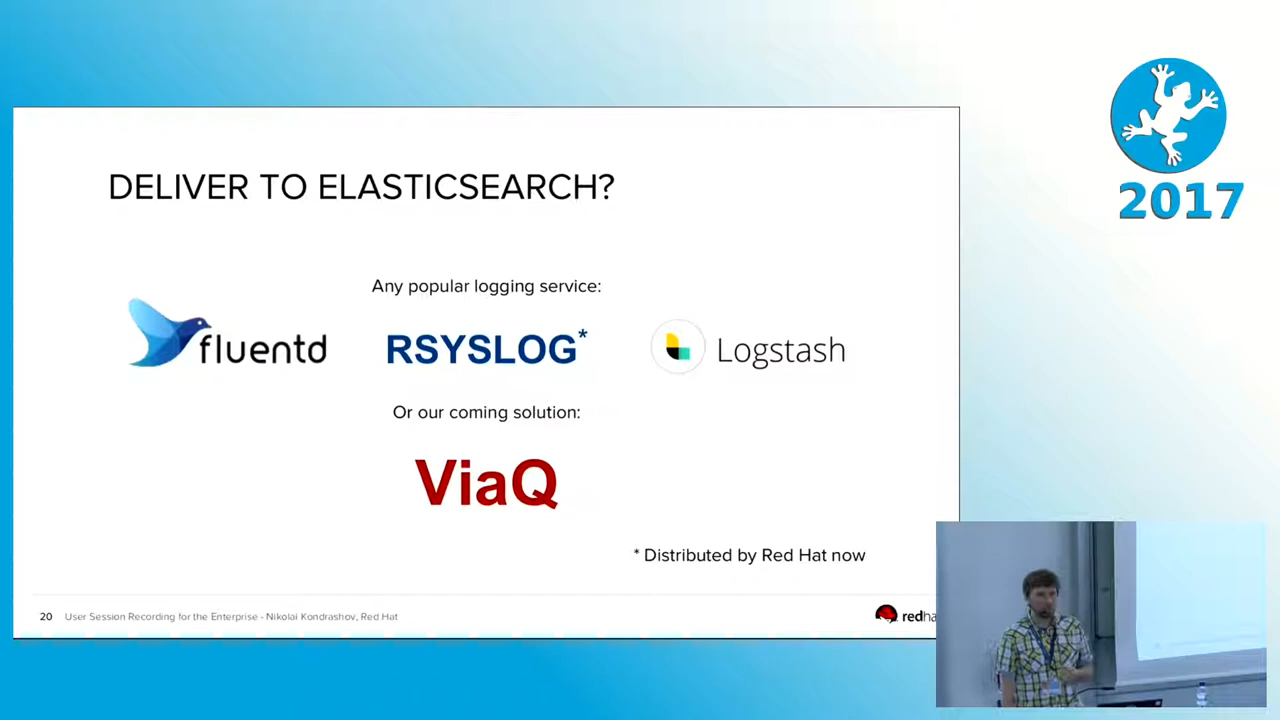 2017
DELIVER TO ELASTICSEARCH?
Any popular logging service:
fluentd RSYSLOG* Logstash
Or our coming solution:
ViaQ
* Distributed by Red Hat now
20 User Session Recording for the Enterprise - Nikolai Kondrashov, Red Hat
redha